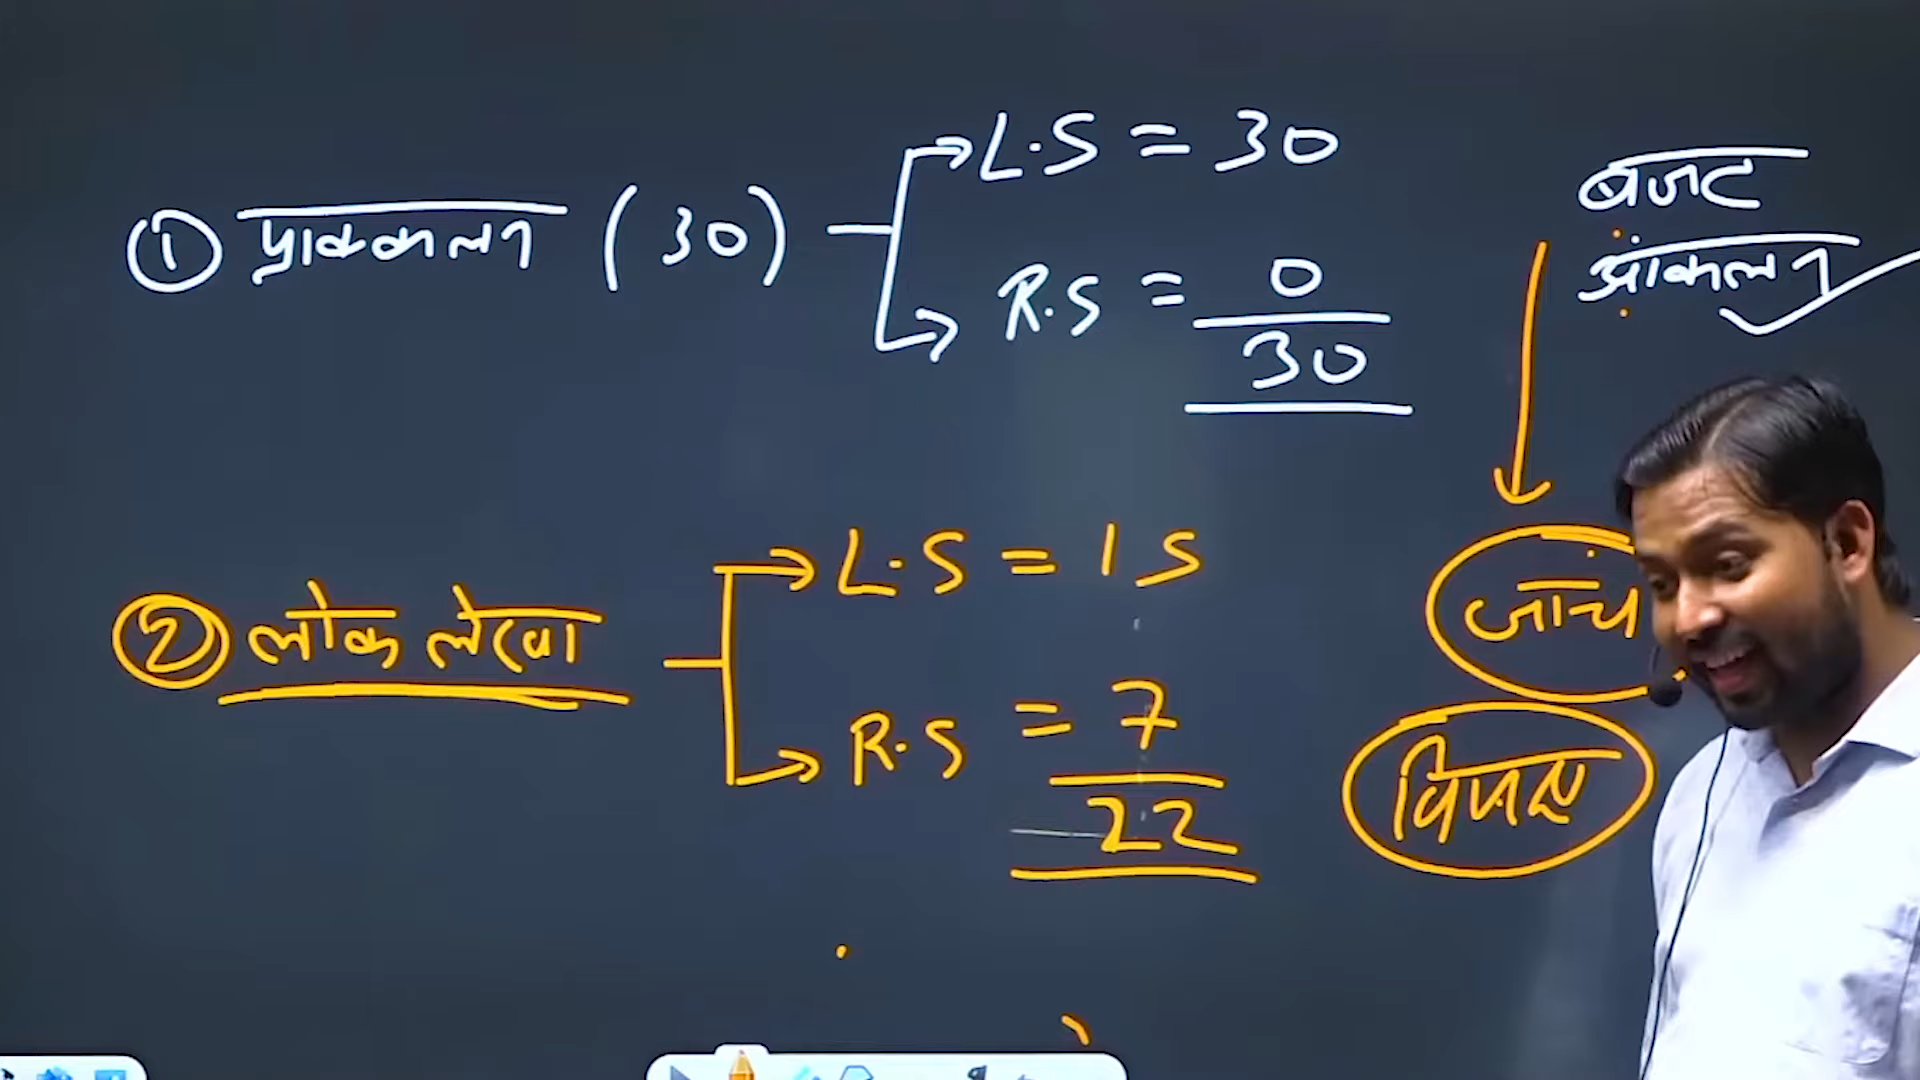 ① प्राक्कलन (30)
L.S = 30
R.S = 0
30
बजट
आंकलन
② लोक लेखा
L.S = 15
R.S = 7
22
जाँच
विपक्ष